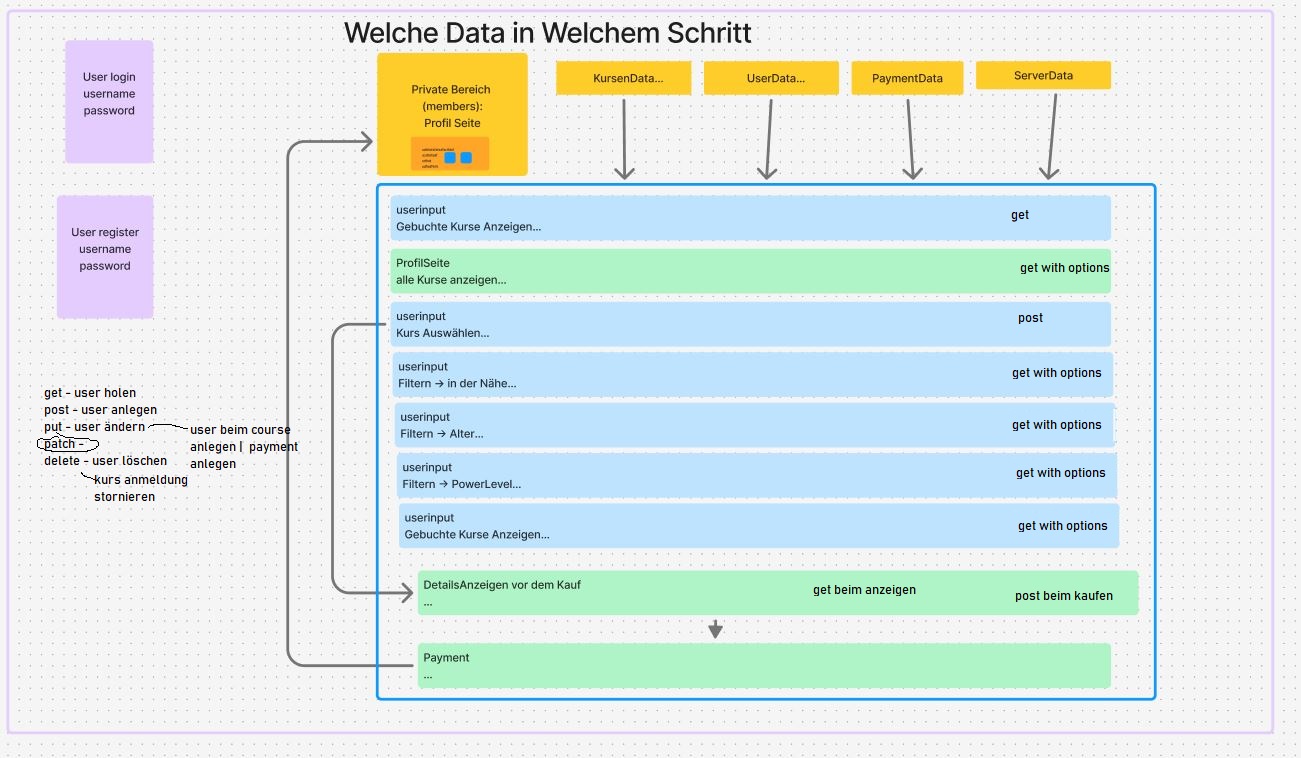 Welche Data in Welchem Schritt
User login
username
password
User register
username
password
get - user holen
post - user anlegen
put - user ändern
patch -
delete - user löschen
user beim course
anlegen | payment
anlegen
kurs anmeldung
stornieren
Private Bereich
(members):
Profil Seite
KursenData...
UserData...
PaymentData
ServerData
userinput
Gebuchte Kurse Anzeigen...
get
ProfilSeite
alle Kurse anzeigen...
get with options
userinput
Kurs Auswählen...
post
userinput
Filtern → in der Nähe...
get with options
userinput
Filtern → Alter...
get with options
userinput
Filtern → PowerLevel...
get with options
userinput
Gebuchte Kurse Anzeigen...
get with options
DetailsAnzeigen vor dem Kauf
...
get beim anzeigen
post beim kaufen
Payment
...